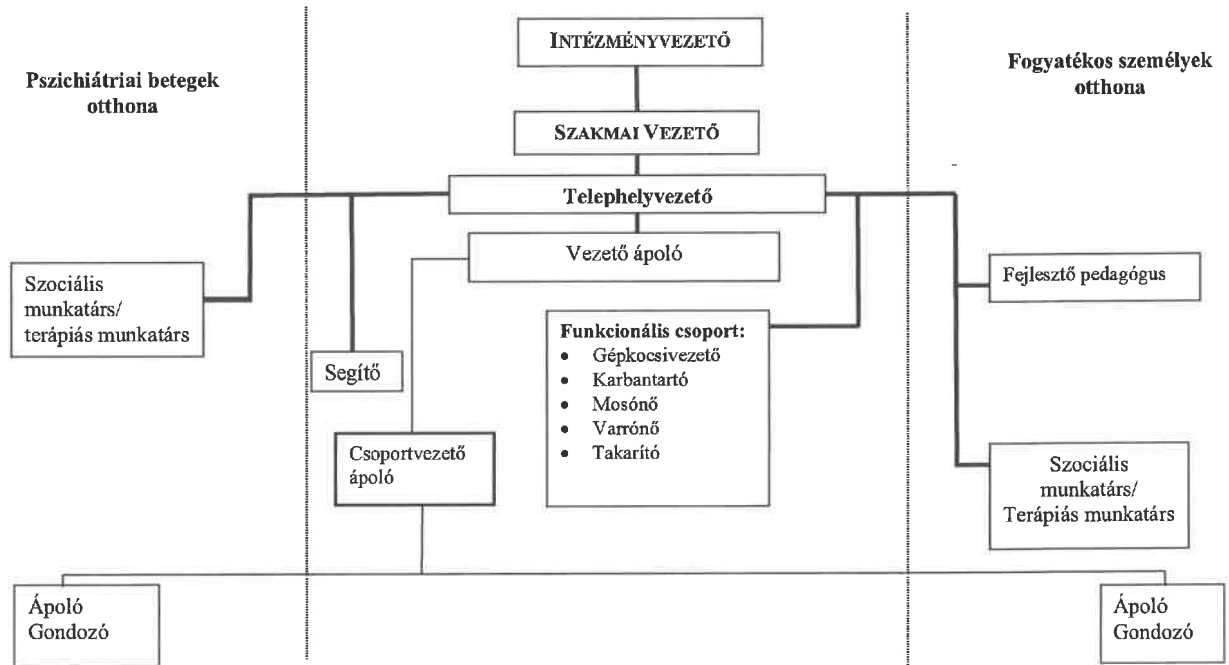 INTÉZMÉNYVEZETŐ
Pszichiátriai betegek
otthona
Fogyatékos személyek
otthona
SZAKMAI VEZETŐ
Telephelyvezető
Vezető ápoló
Szociális
munkatárs/
terápiás munkatárs
Fejlesztő pedagógus
Segítő
Funkcionális csoport:
• Gépkocsivezető
• Karbantartó
• Mosónő
• Varrónő
• Takarító
Csoportvezető
ápoló
Szociális
munkatárs/
Terápiás munkatárs
Ápoló
Gondozó
Ápoló
Gondozó